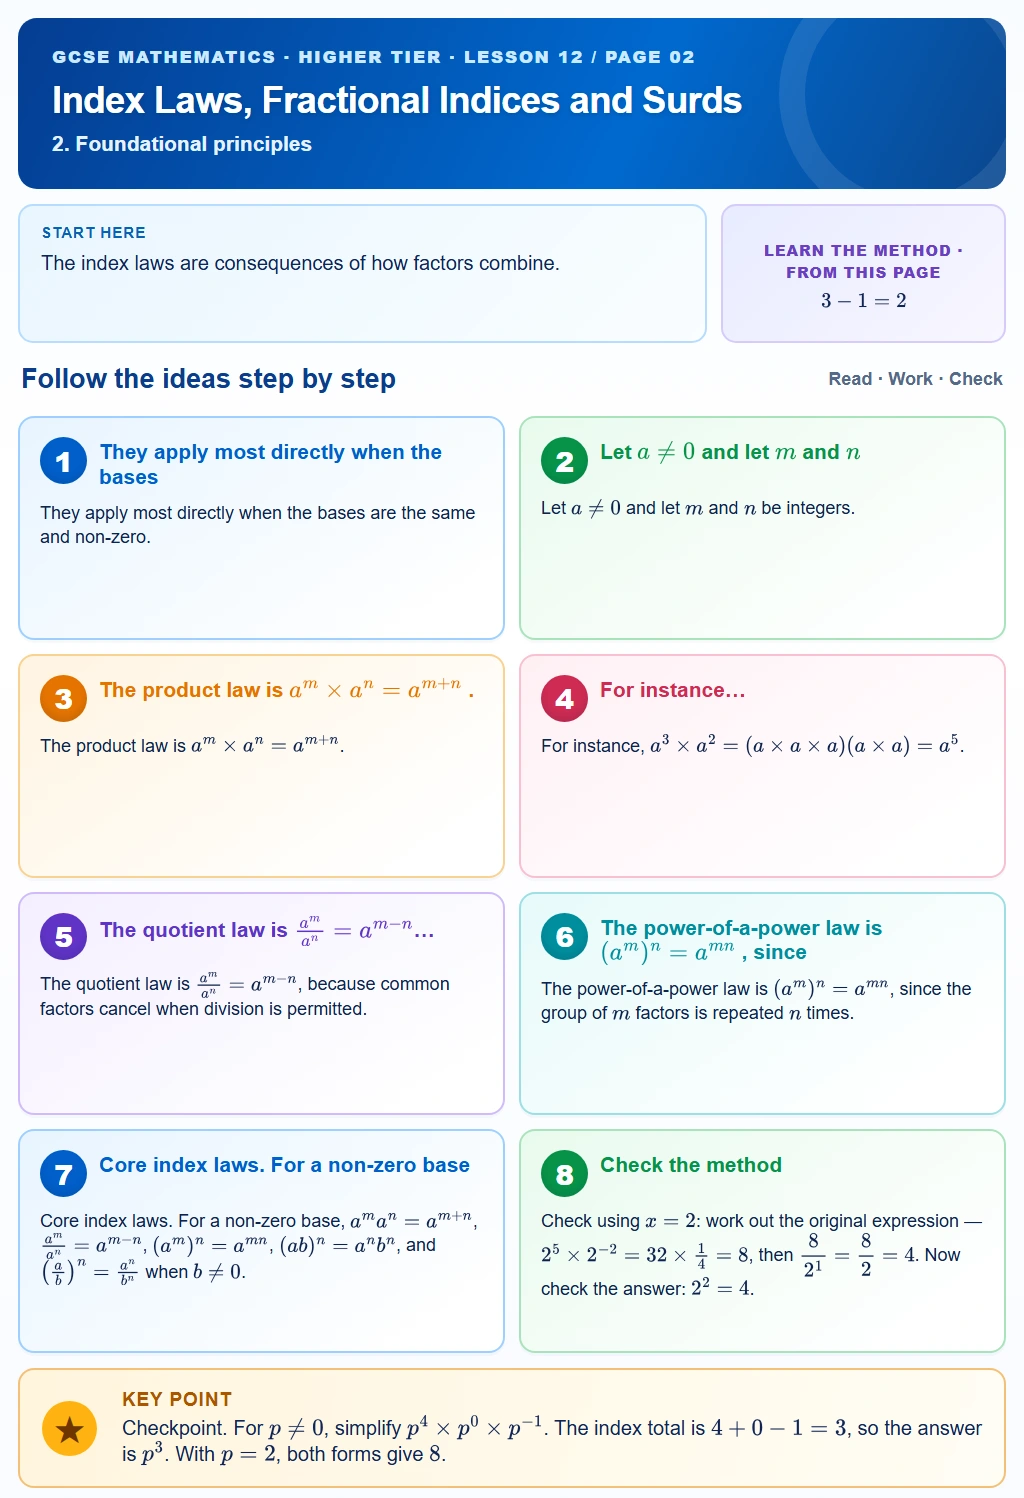 GCSE MATHEMATICS · HIGHER TIER · LESSON 12 / PAGE 02
Index Laws, Fractional Indices and Surds
2. Foundational principles
START HERE
The index laws are consequences of how factors combine.
LEARN THE METHOD ·
FROM THIS PAGE
3 − 1 = 2
Follow the ideas step by step
Read · Work · Check
1
They apply most directly when the
bases
They apply most directly when the bases are the same
and non-zero.
2
Let a ≠ 0 and let m and n
Let a ≠ 0 and let m and n be integers.
3
The product law is a^m × a^n = a^{m+n} .
The product law is a^m × a^n = a^{m+n}.
4
For instance…
For instance, a^3 × a^2 = (a × a × a)(a × a) = a^5.
5
The quotient law is \frac{a^m}{a^n} = a^{m−n}…
The quotient law is \frac{a^m}{a^n} = a^{m−n}, because common
factors cancel when division is permitted.
6
The power-of-a-power law is
(a^m)^n = a^{mn} , since
The power-of-a-power law is (a^m)^n = a^{mn}, since the
group of m factors is repeated n times.
7
Core index laws. For a non-zero base
Core index laws. For a non-zero base, a^m a^n = a^{m+n},
\frac{a^m}{a^n} = a^{m−n}, (a^m)^n = a^{mn}, (ab)^n = a^n b^n, and
(\frac{a}{b})^n = \frac{a^n}{b^n} when b ≠ 0.
8
Check the method
Check using x = 2: work out the original expression —
2^5 × 2^{−2} = 32 × \frac{1}{4} = 8, then \frac{8}{2^1} = \frac{8}{2} = 4. Now
check the answer: 2^2 = 4.
KEY POINT
Checkpoint. For p ≠ 0, simplify p^4 × p^0 × p^{−1}. The index total is 4 + 0 − 1 = 3, so the answer
is p^3. With p = 2, both forms give 8.